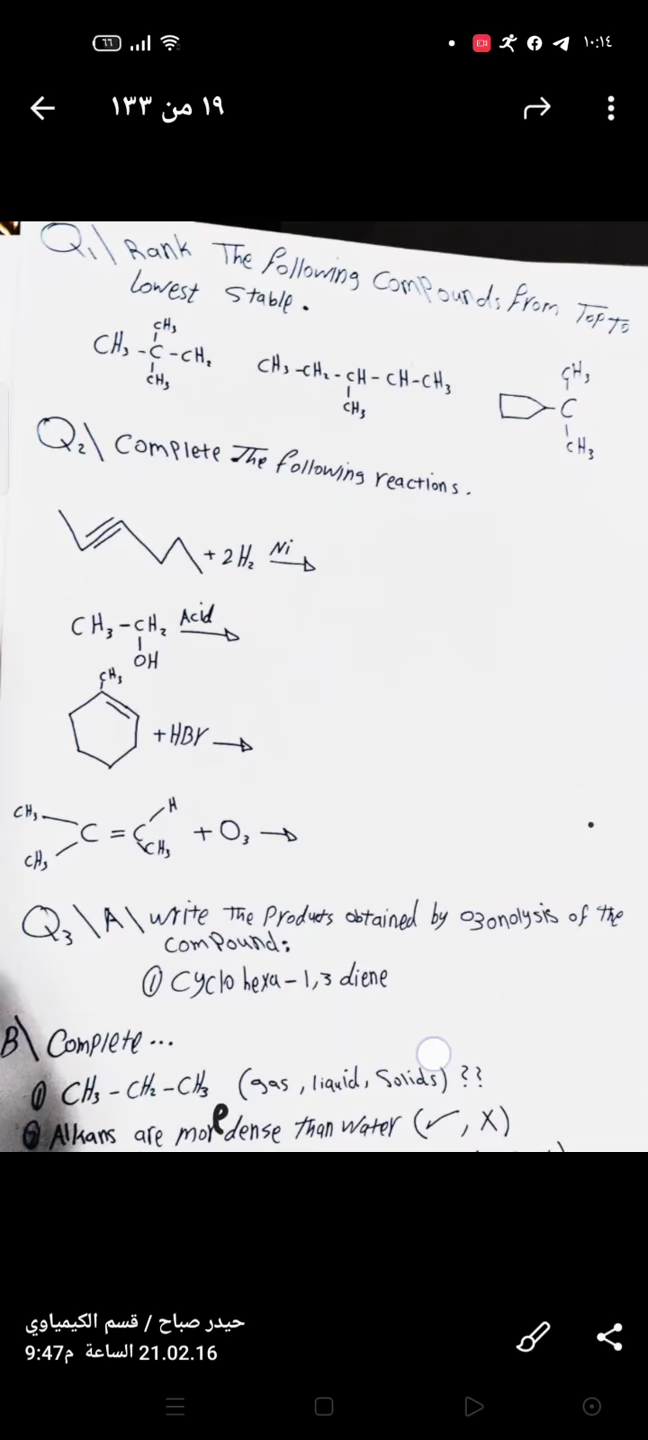 ١٠:١٤
٦٦
١٩ من ١٣٣
Q1\ Rank The following Compounds from Top To
Lowest Stable.
CH3
CH3 -C -CH2
CH3
CH3 -CH2 - CH - CH-CH3
CH3
CH3
C
CH3
Q2\ Complete The following reactions.
+ 2H2 Ni
CH3 -CH2 Acid
OH
CH3
+HBr
CH3 H
C = C + O3
CH3 CH3
Q3\A\ write The Products obtained by ozonolysis of the
compound:
① Cyclo hexa-1,3 diene
B\ Complete ...
① CH3 - CH2 - CH3 (gas, liquid, Solids) ??
② Alkans are more dense than water (✓, X)
حيدر صباح / قسم الكيمياوي
21.02.16 الساعة 9:47م